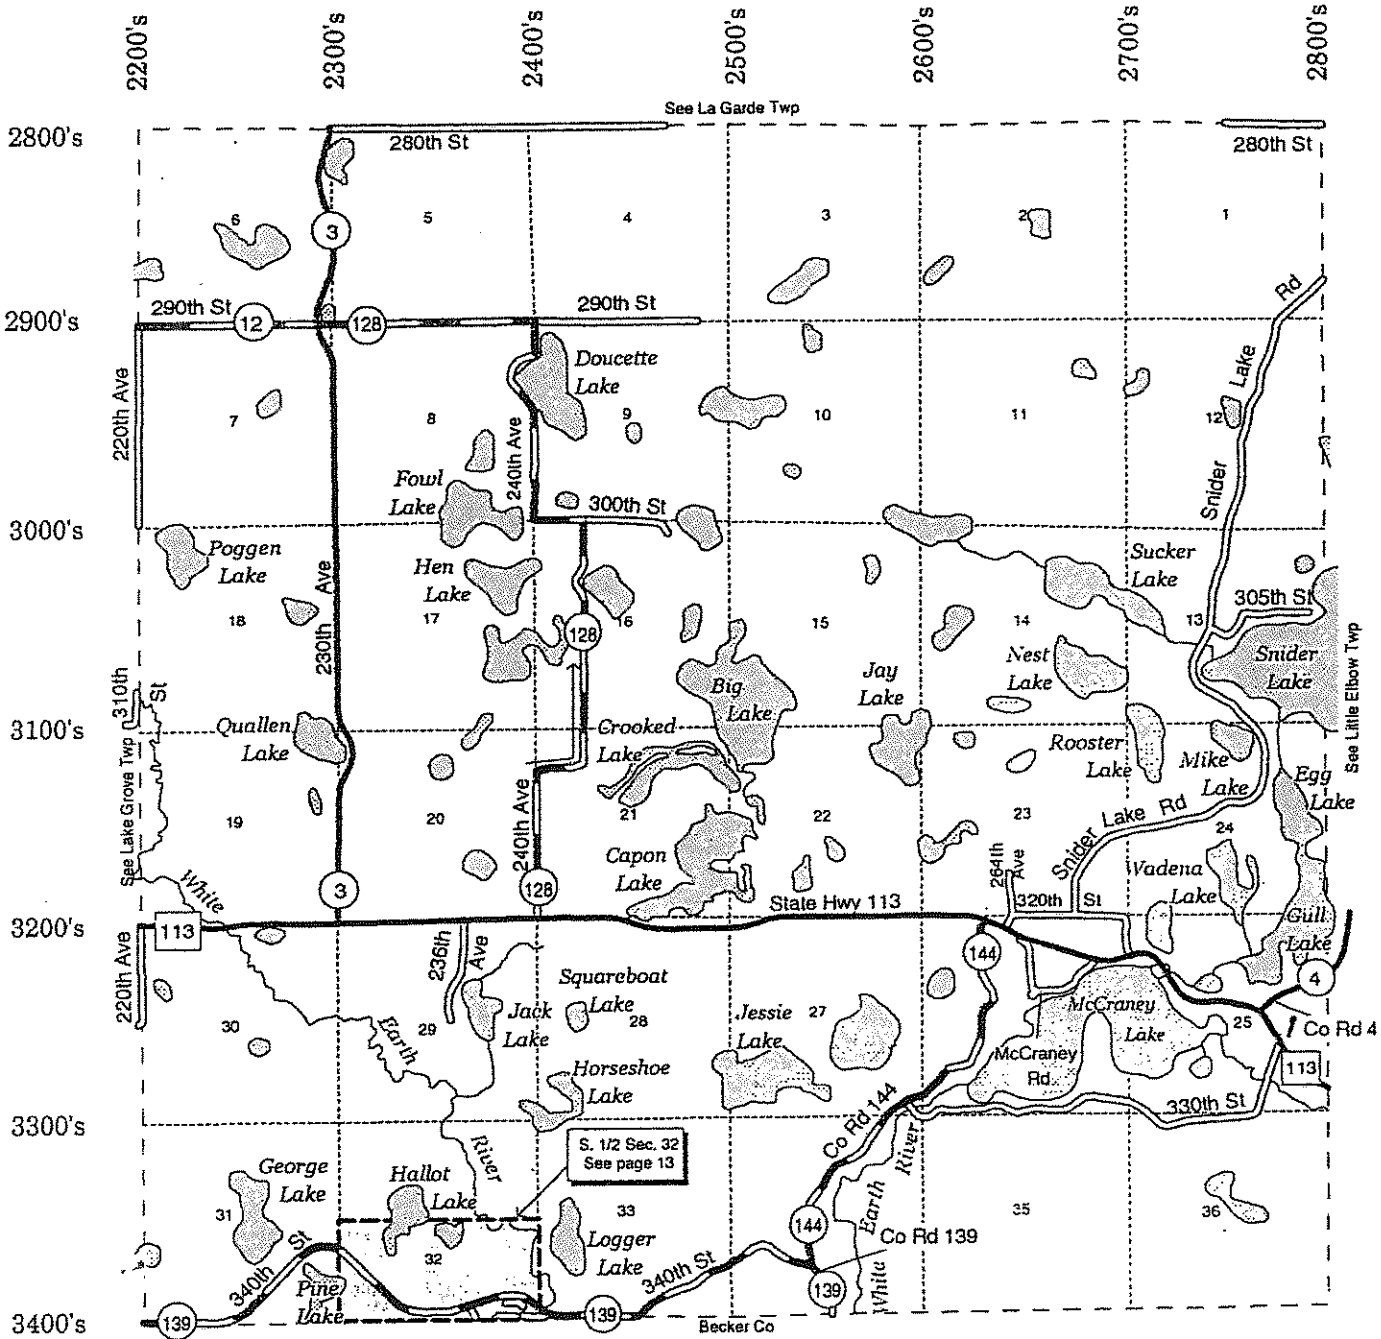 2200's
2300's
2400's
2500's
2600's
2700's
2800's
See La Garde Twp
2800's
280th St
280th St
6
5
4
3
2
1
3
290th St
12
128
290th St
2900's
Rd
Lake
Snider
Doucette
Lake
220th Ave
7
8
9
10
11
12
240th Ave
Fowl
Lake
300th St
3000's
Poggen
Lake
Hen
Lake
Sucker
Lake
230th Ave
305th St
18
17
16
15
14
13
128
Nest
Lake
Snider
Lake
Big
Lake
Jay
Lake
310th
St
See Little Elbow Twp
3100's
Quallen
Lake
Crooked
Lake
Rooster
Lake
Mike
Lake
Egg
Lake
See Lake Grove Twp
19
20
21
22
23
24
Snider Lake Rd
240th Ave
Capon
Lake
264th
Ave
Vadena
Lake
White
3
128
State Hwy 113
320th St
Gull
Lake
3200's
113
144
4
220th Ave
236th
Ave
Squareboat
Lake
Jack
Lake
Jessie
Lake
McCraney
Lake
30
Earth
29
28
27
25
Co Rd 4
Horseshoe
Lake
McCraney
Rd
113
Co Rd 144
330th St
3300's
River
River
S. 1/2 Sec. 32
See page 13
George
Lake
Hallot
Lake
31
32
33
35
36
Logger
Lake
144
Earth
Co Rd 139
340th St
340th St
Pine
Lake
139
139
139
White
3400's
Becker Co